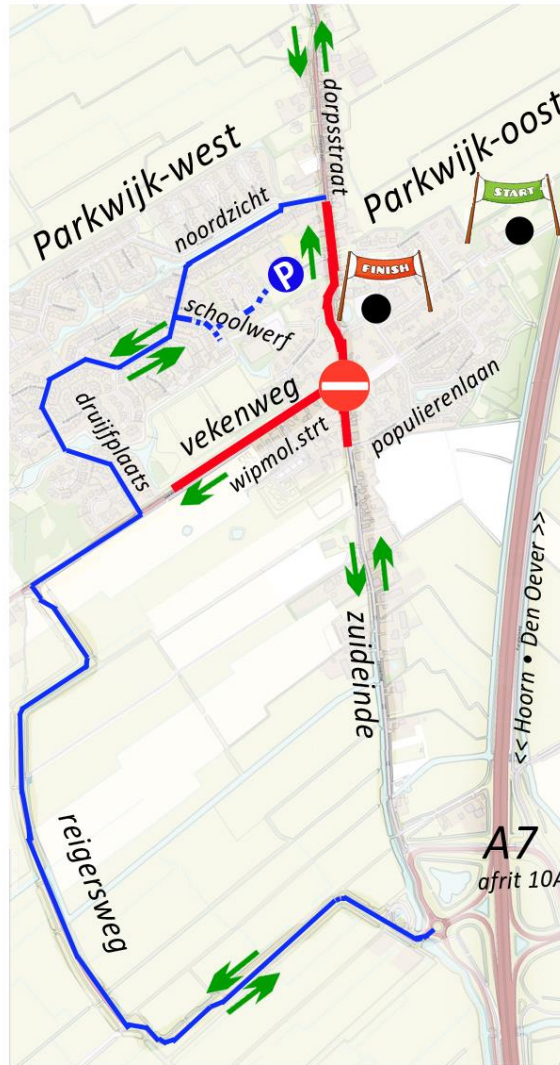 dorpsstraat
Parkwijk-west
Parkwijk-oost
START
noordzicht
P
FINISH
schoolwerf
vekenweg
druijfplaats
wipmol.strt
populierenlaan
zuideinde
<< Hoorn • Den Oever >>
reigersweg
A7
afrit 10A